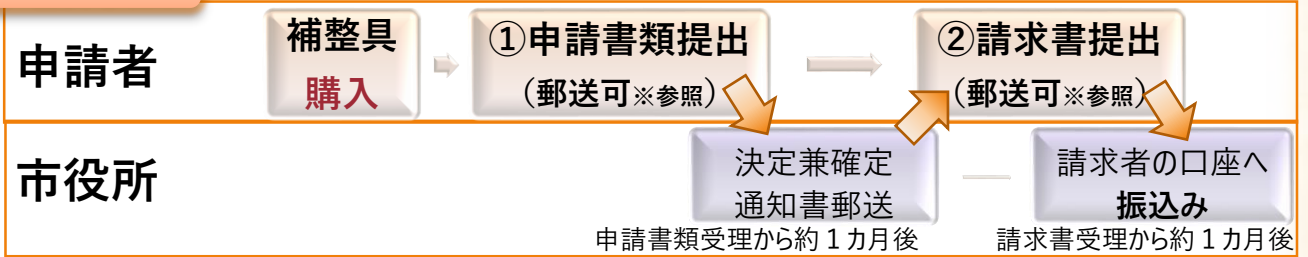 申請者
補整具
購入
①申請書類提出
（郵送可※参照）
②請求書提出
（郵送可※参照）
市役所
決定兼確定
通知書郵送
申請書類受理から約１カ月後
請求者の口座へ
振込み
請求書受理から約１カ月後